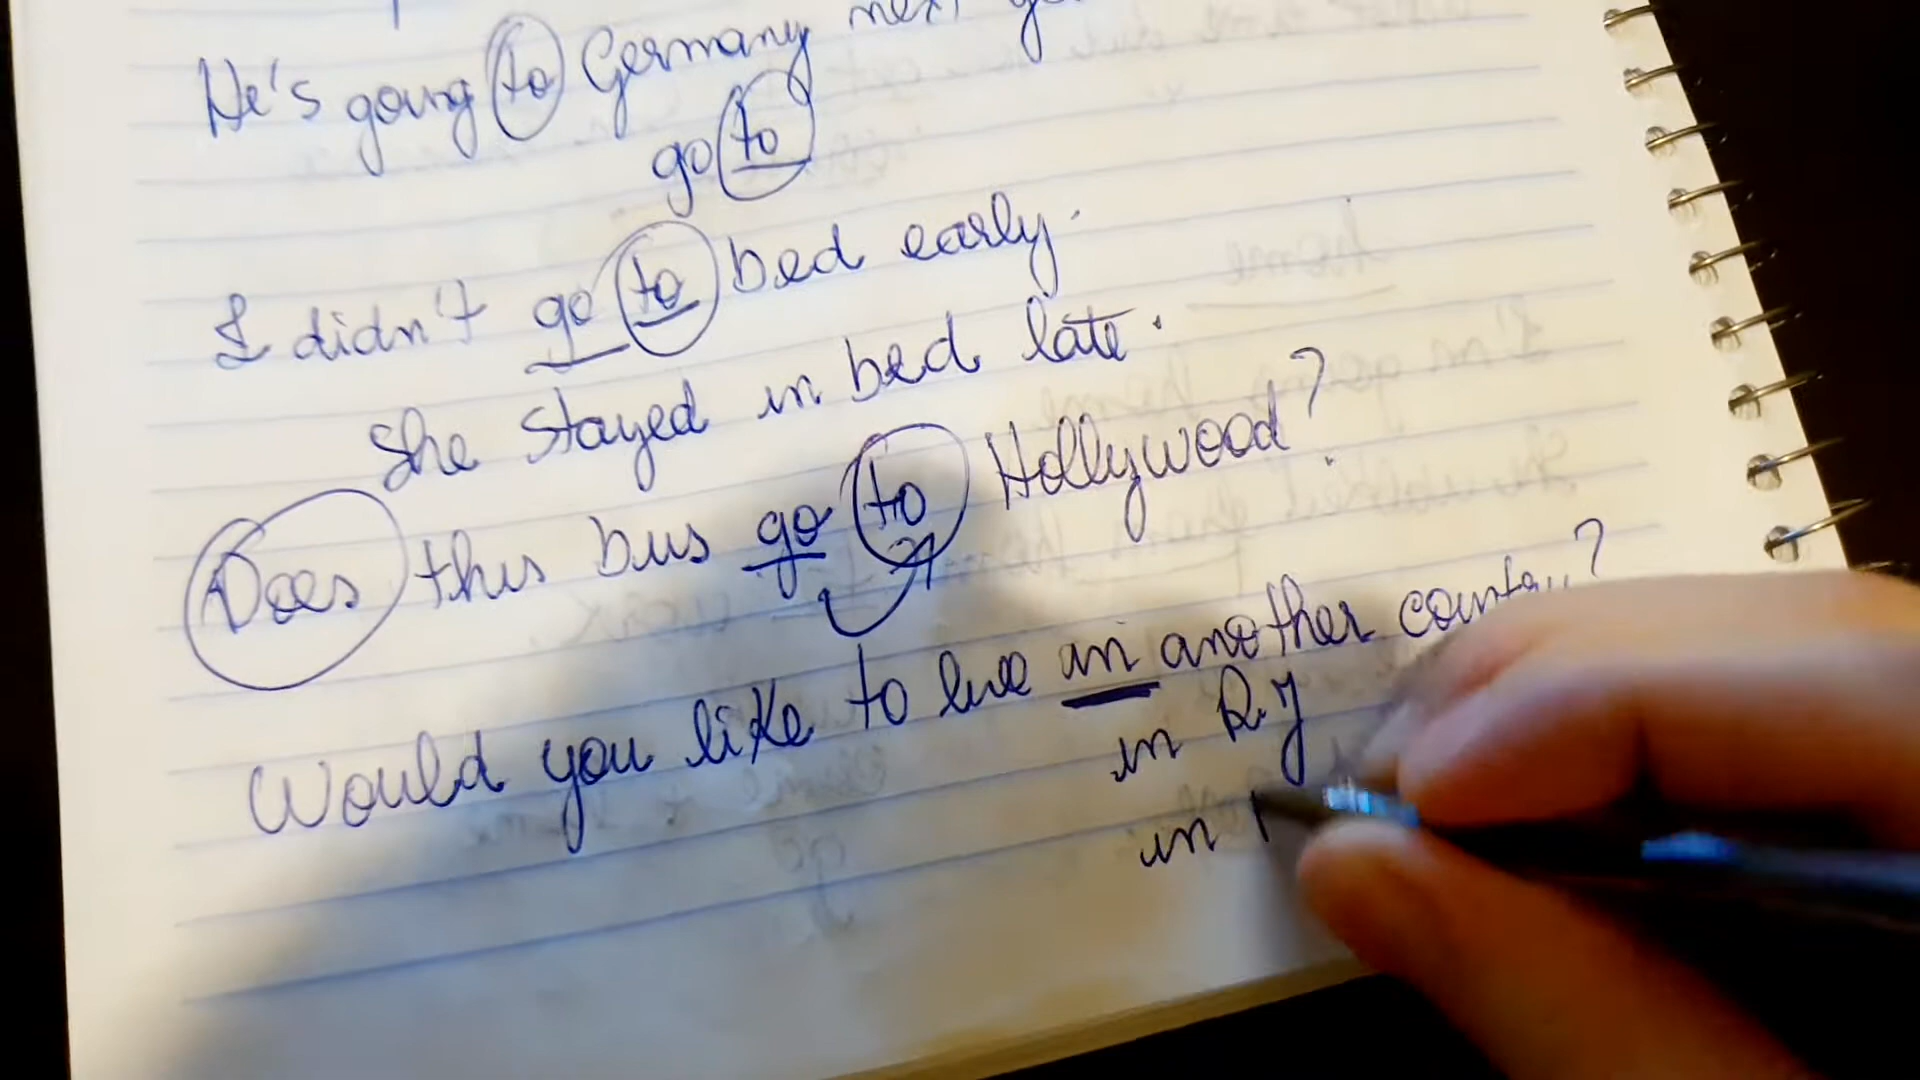 He's going to Germany next
go to
I didn't go to bed early.
She stayed in bed late.
Does this bus go to Hollywood?
Would you like to live in another country?
in R.J
in